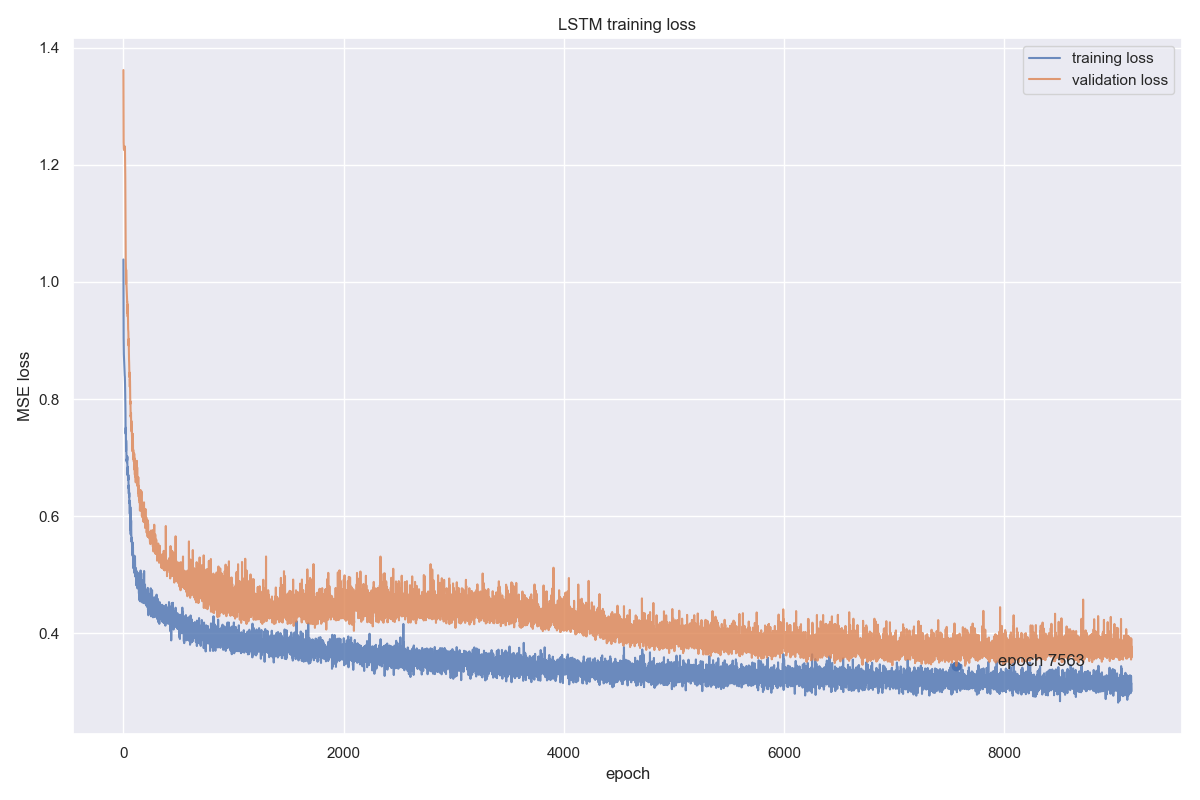 LSTM training loss
training loss
validation loss
1.4
1.2
1.0
0.8
0.6
0.4
MSE loss
epoch 7563
0
2000
4000
6000
8000
epoch